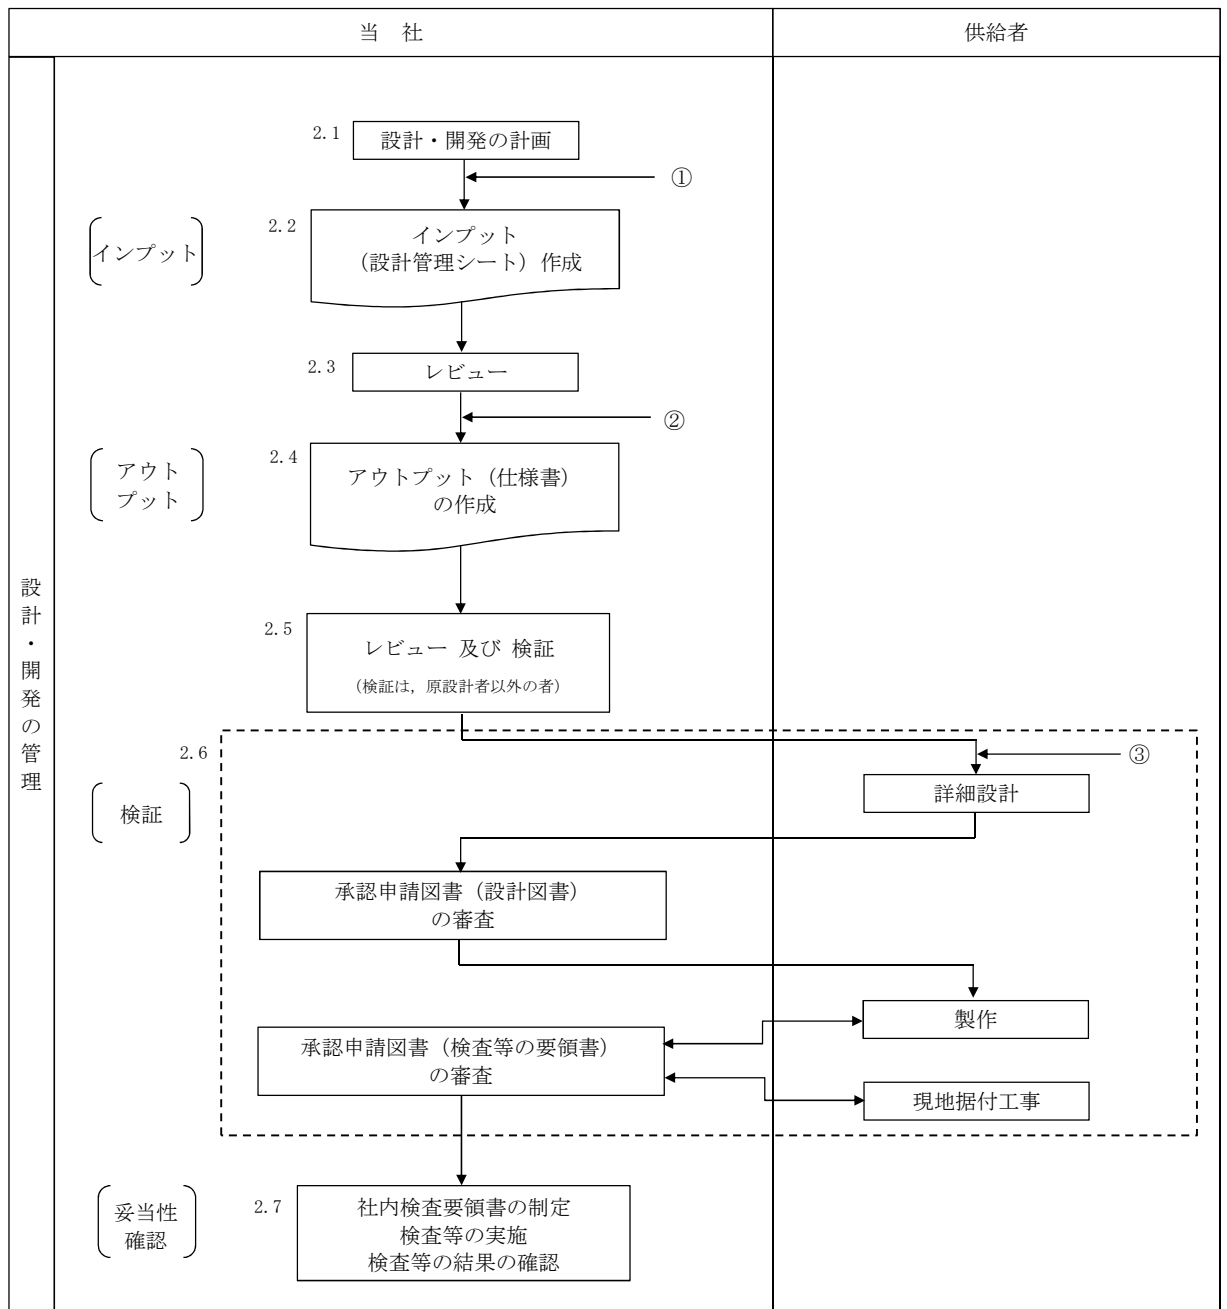 当 社
供給者
2.1
設計・開発の計画
①
2.2
インプット
(設計管理シート)作成
インプット
2.3
レビュー
②
2.4
アウトプット(仕様書)
の作成
アウト
プット
2.5
レビュー 及び 検証
(検証は,原設計者以外の者)
設計・開発の管理
2.6
③
詳細設計
検証
承認申請図書(設計図書)
の審査
製作
承認申請図書(検査等の要領書)
の審査
現地据付工事
妥当性
確認
2.7
社内検査要領書の制定
検査等の実施
検査等の結果の確認